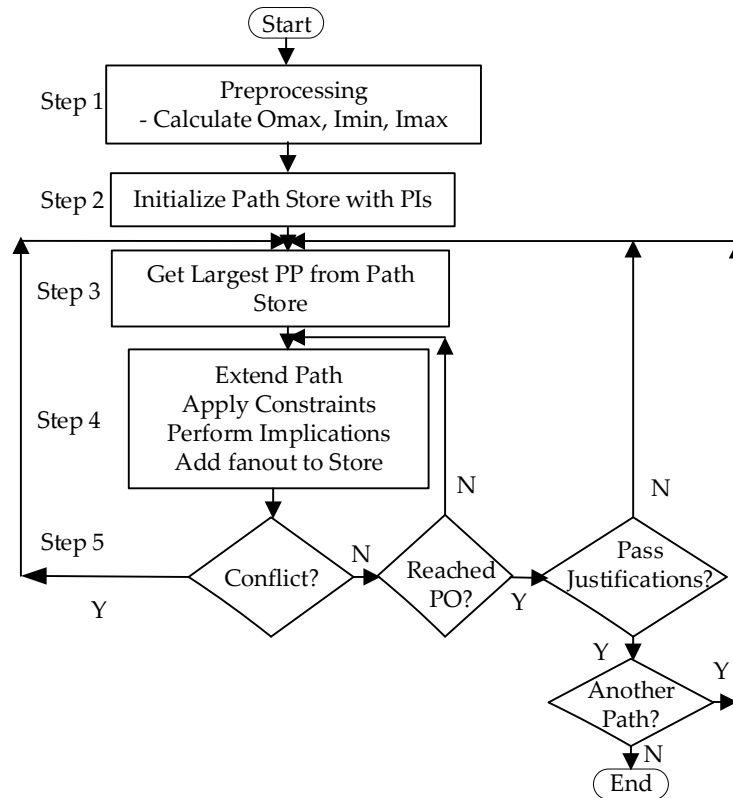 Start
Step 1
Preprocessing
- Calculate Omax, Imin, Imax
Step 2
Initialize Path Store with PIs
Step 3
Get Largest PP from Path
Store
Step 4
Extend Path
Apply Constraints
Perform Implications
Add fanout to Store
N
N
Step 5
Conflict?
N
Reached
PO?
Pass
Justifications?
Y
Y
Y
Another
Path?
Y
N
End